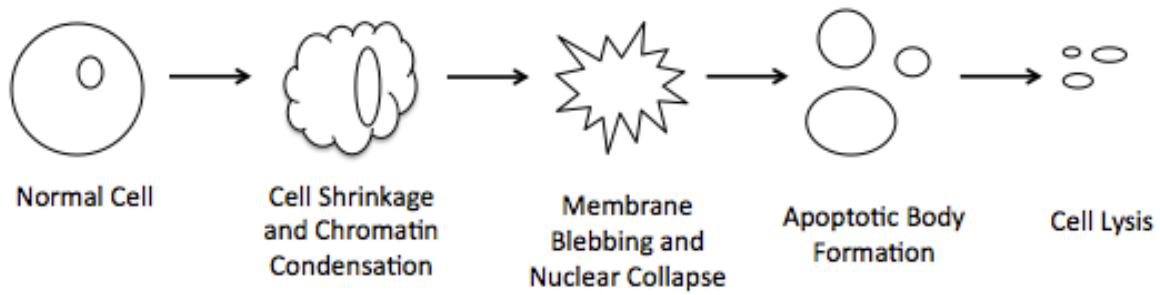 Normal Cell
Cell Shrinkage
and Chromatin
Condensation
Membrane
Blebbing and
Nuclear Collapse
Apoptotic Body
Formation
Cell Lysis